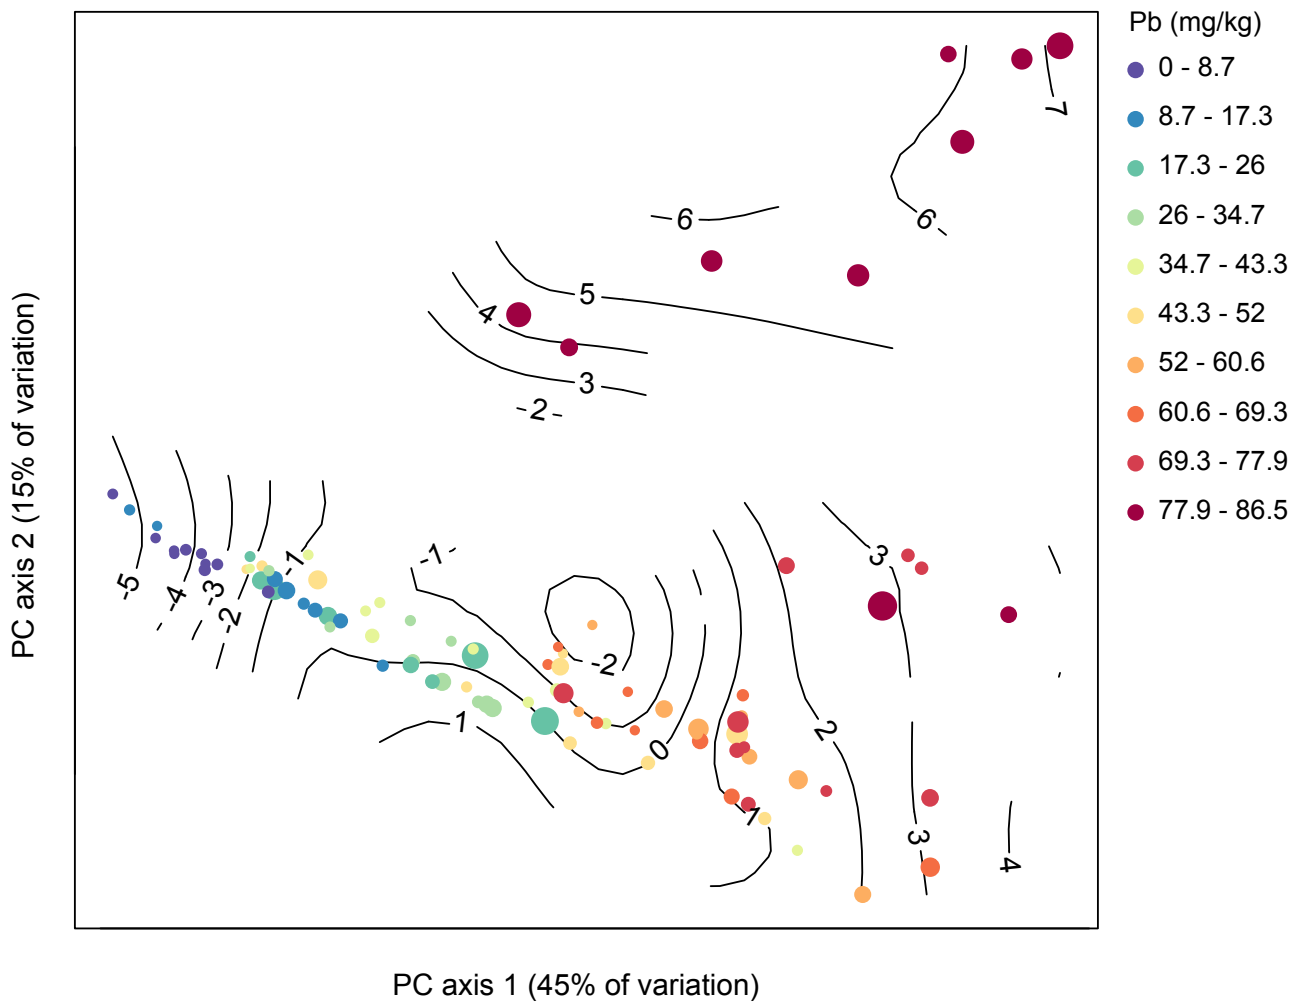 Pb (mg/kg)
0 - 8.7
8.7 - 17.3
17.3 - 26
26 - 34.7
34.7 - 43.3
43.3 - 52
52 - 60.6
60.6 - 69.3
69.3 - 77.9
77.9 - 86.5
7
6
6
5
4
3
-2
-1
-1
-5
-4
-3
-2
-2
3
1
0
2
1
3
4
PC axis 2 (15% of variation)
PC axis 1 (45% of variation)